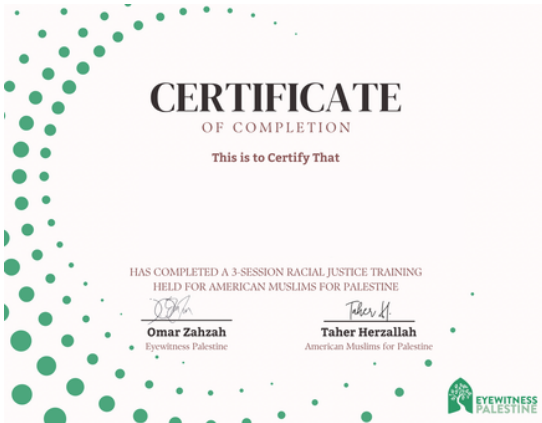 CERTIFICATE
OF COMPLETION
This is to Certify That
HAS COMPLETED A 3-SESSION RACIAL JUSTICE TRAINING
HELD FOR AMERICAN MUSLIMS FOR PALESTINE
Taher H.
Omar Zahzah
Taher Herzallah
Eyewitness Palestine
American Muslims for Palestine
EYEWITNESS
PALESTINE